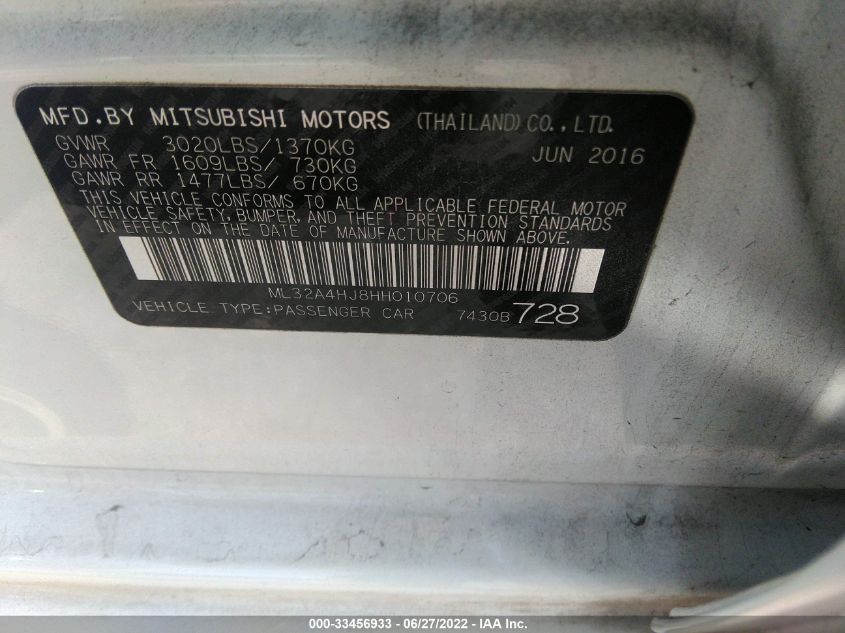 MFD.BY MITSUBISHI MOTORS (THAILAND)CO.,LTD.
GVWR 3020LBS/1370KG JUN 2016
GAWR FR 1609LBS/ 730KG
GAWR RR 1477LBS/ 670KG
THIS VEHICLE CONFORMS TO ALL APPLICABLE FEDERAL MOTOR
VEHICLE SAFETY, BUMPER, AND THEFT PREVENTION STANDARDS
IN EFFECT ON THE DATE OF MANUFACTURE SHOWN ABOVE.
ML32A4HJ8HH010706
VEHICLE TYPE:PASSENGER CAR 7430B 728
000-33456933 - 06/27/2022 - IAA Inc.